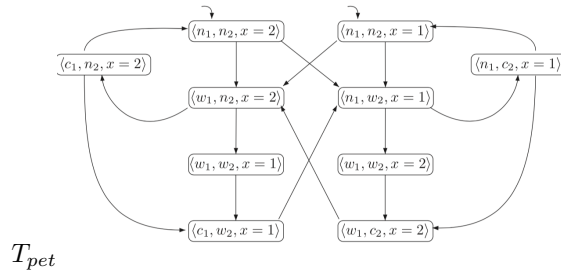 ⟨n₁, n₂, x = 2⟩ ⟨n₁, n₂, x = 1⟩
⟨c₁, n₂, x = 2⟩ ⟨n₁, c₂, x = 1⟩
⟨w₁, n₂, x = 2⟩ ⟨n₁, w₂, x = 1⟩
⟨w₁, w₂, x = 1⟩ ⟨w₁, w₂, x = 2⟩
⟨c₁, w₂, x = 1⟩ ⟨w₁, c₂, x = 2⟩
T_pet